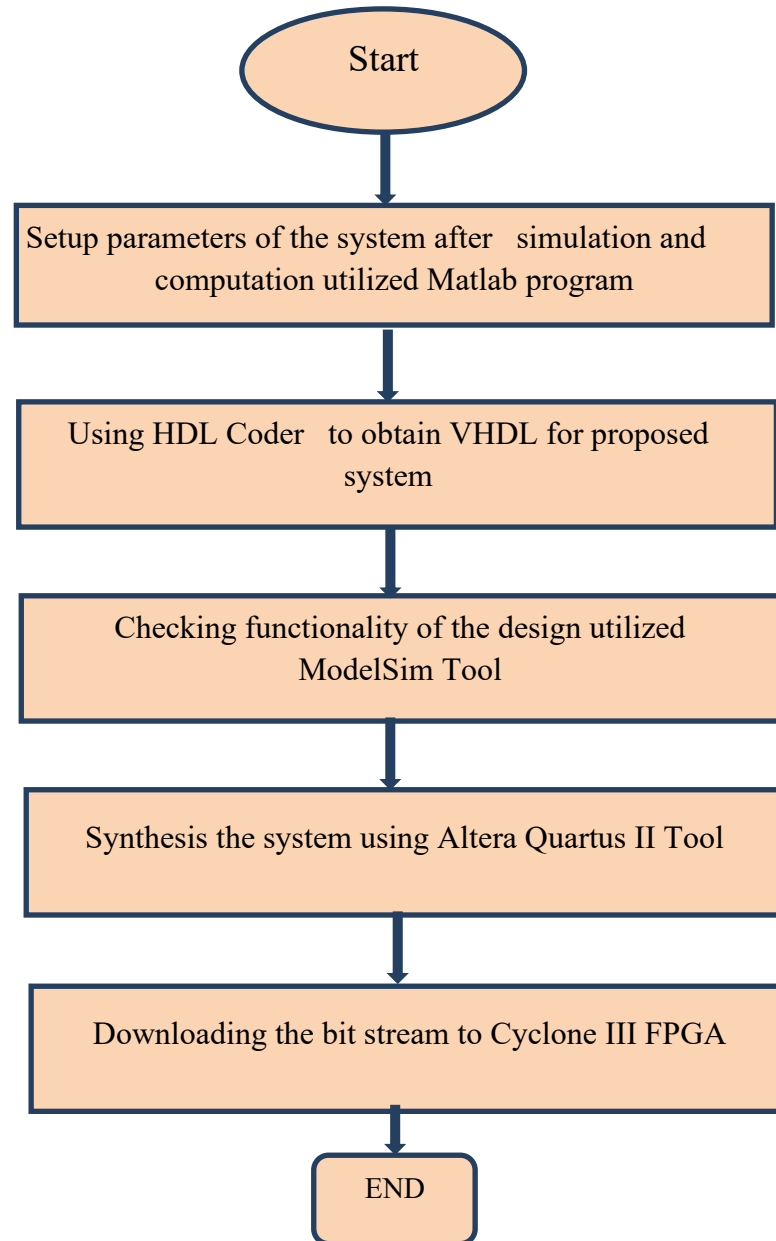 Start
Setup parameters of the system after simulation and
computation utilized Matlab program
Using HDL Coder to obtain VHDL for proposed
system
Checking functionality of the design utilized
ModelSim Tool
Synthesis the system using Altera Quartus II Tool
Downloading the bit stream to Cyclone III FPGA
END